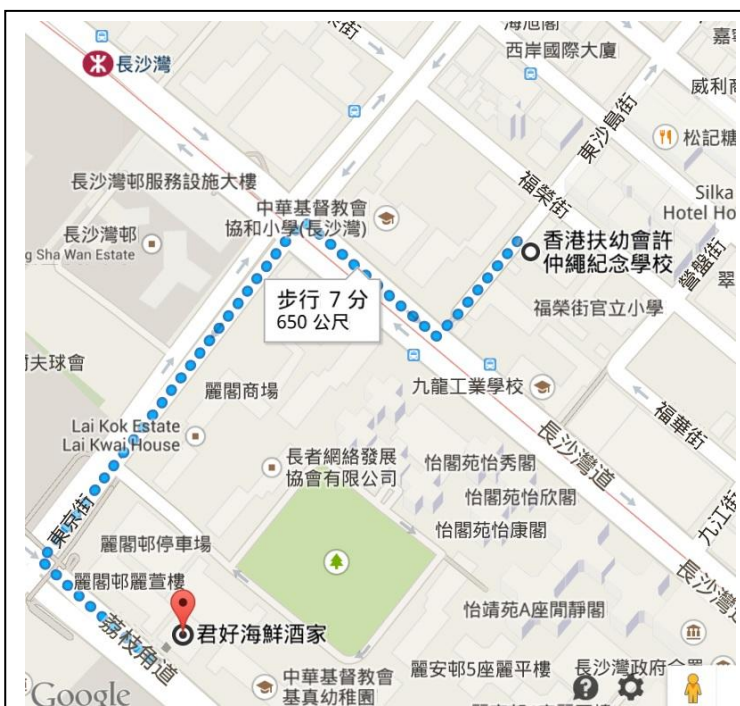 海旭閣
西岸國際大廈
長沙灣
威利商
東沙島街
松記糖
長沙灣邨服務設施大樓
福榮街
中華基督教會
協和小學(長沙灣)
Silka
Hotel Ho
長沙灣邨
g Sha Wan Estate
香港扶幼會許
仲繩紀念學校
營盤街
翠
步行 7 分
650 公尺
福榮街官立小學
爾夫球會
麗閣商場
九龍工業學校
福華街
Lai Kok Estate
Lai Kwai House
長沙灣道
長者網絡發展
協會有限公司
怡閣苑怡秀閣
怡閣苑怡欣閣
九江街
東京街
怡閣苑怡康閣
麗閣邨停車場
長沙灣道
麗閣邨麗萱樓
怡靖苑A座閒靜閣
荔枝角道
君好海鮮酒家
麗安邨5座麗平樓
長沙灣政府合署
中華基督教會
基真幼稚園
Google